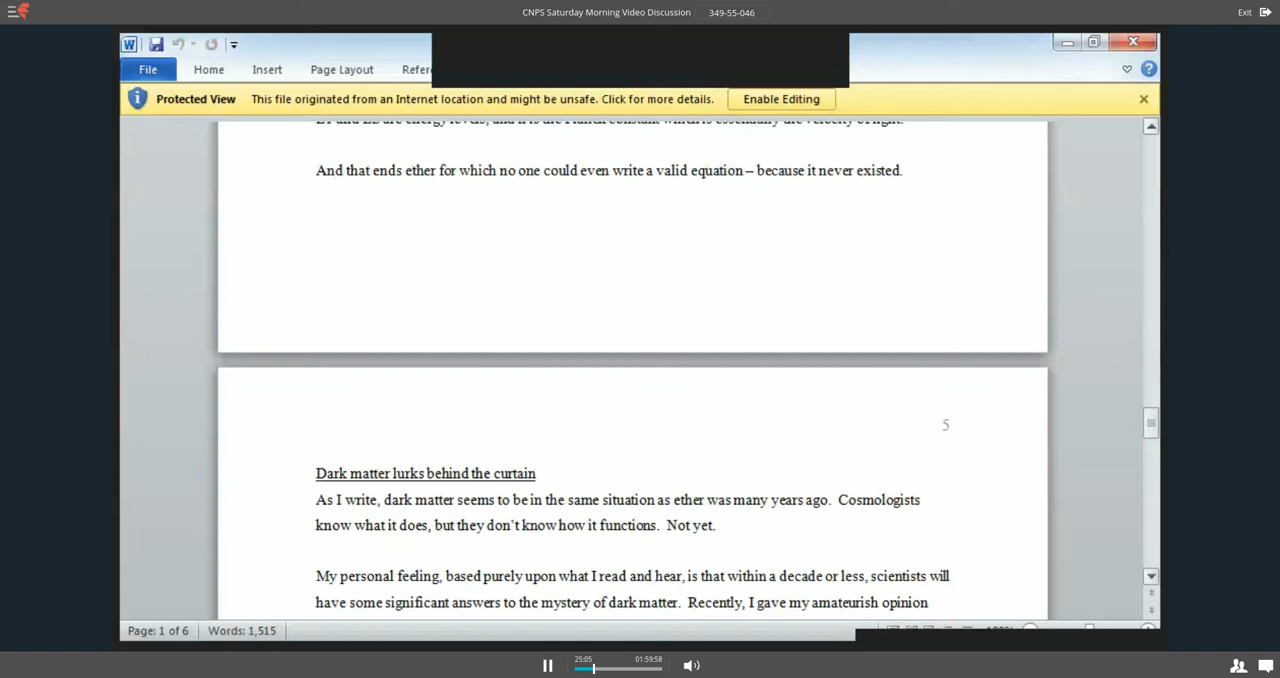 CNPS Saturday Morning Video Discussion 349-55-046 Exit
File Home Insert Page Layout Refer
Protected View This file originated from an Internet location and might be unsafe. Click for more details. Enable Editing
And that ends ether for which no one could even write a valid equation – because it never existed.
5
Dark matter lurks behind the curtain
As I write, dark matter seems to be in the same situation as ether was many years ago. Cosmologists
know what it does, but they don't know how it functions. Not yet.
My personal feeling, based purely upon what I read and hear, is that within a decade or less, scientists will
have some significant answers to the mystery of dark matter. Recently, I gave my amateurish opinion
Page: 1 of 6 Words: 1,515
25:05 01:59:58